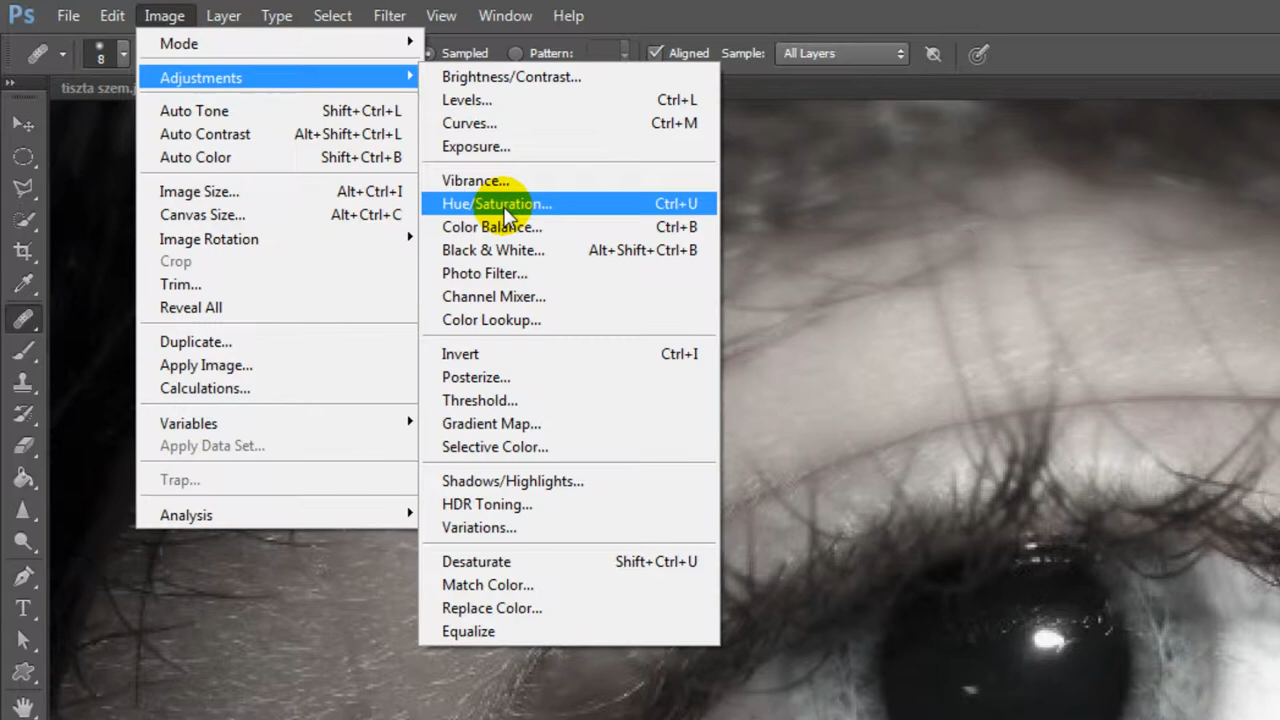 Ps File Edit Image Layer Type Select Filter View Window Help
8 Sampled Pattern: Aligned Sample: All Layers
tiszta szem.j
Mode
Adjustments
Auto Tone Shift+Ctrl+L
Auto Contrast Alt+Shift+Ctrl+L
Auto Color Shift+Ctrl+B
Image Size... Alt+Ctrl+I
Canvas Size... Alt+Ctrl+C
Image Rotation
Crop
Trim...
Reveal All
Duplicate...
Apply Image...
Calculations...
Variables
Apply Data Set...
Trap...
Analysis
Brightness/Contrast...
Levels... Ctrl+L
Curves... Ctrl+M
Exposure...
Vibrance...
Hue/Saturation... Ctrl+U
Color Balance... Ctrl+B
Black & White... Alt+Shift+Ctrl+B
Photo Filter...
Channel Mixer...
Color Lookup...
Invert Ctrl+I
Posterize...
Threshold...
Gradient Map...
Selective Color...
Shadows/Highlights...
HDR Toning...
Variations...
Desaturate Shift+Ctrl+U
Match Color...
Replace Color...
Equalize